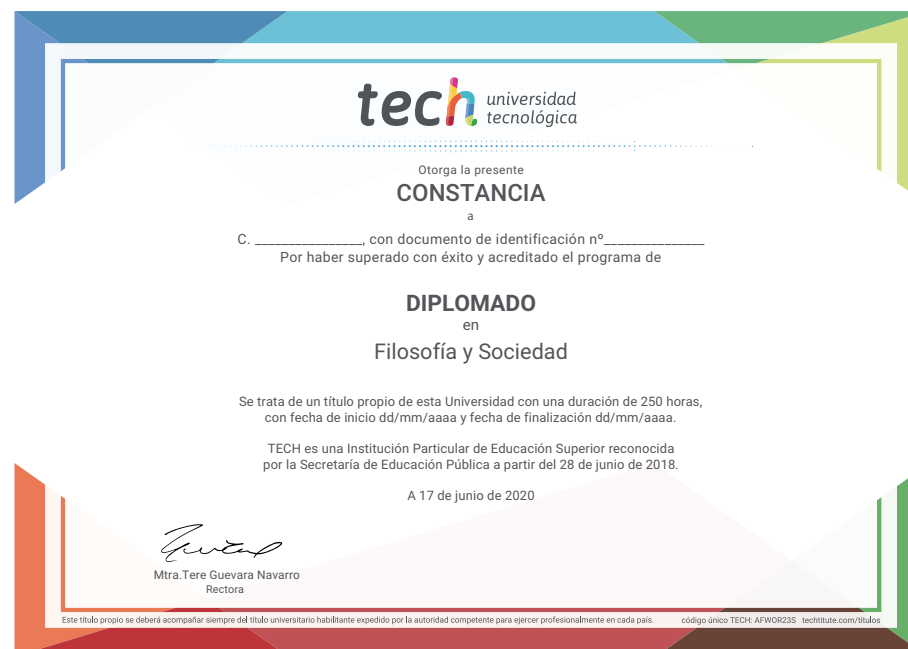 tech universidad
tecnológica
Otorga la presente
CONSTANCIA
a
C. ________________, con documento de identificación nº_______________
Por haber superado con éxito y acreditado el programa de
DIPLOMADO
en
Filosofía y Sociedad
Se trata de un título propio de esta Universidad con una duración de 250 horas,
con fecha de inicio dd/mm/aaaa y fecha de finalización dd/mm/aaaa.
TECH es una Institución Particular de Educación Superior reconocida
por la Secretaría de Educación Pública a partir del 28 de junio de 2018.
A 17 de junio de 2020
Mtra.Tere Guevara Navarro
Rectora
Este título propio se deberá acompañar siempre del título universitario habilitante expedido por la autoridad competente para ejercer profesionalmente en cada país. código único TECH: AFWOR23S techtitute.com/titulos